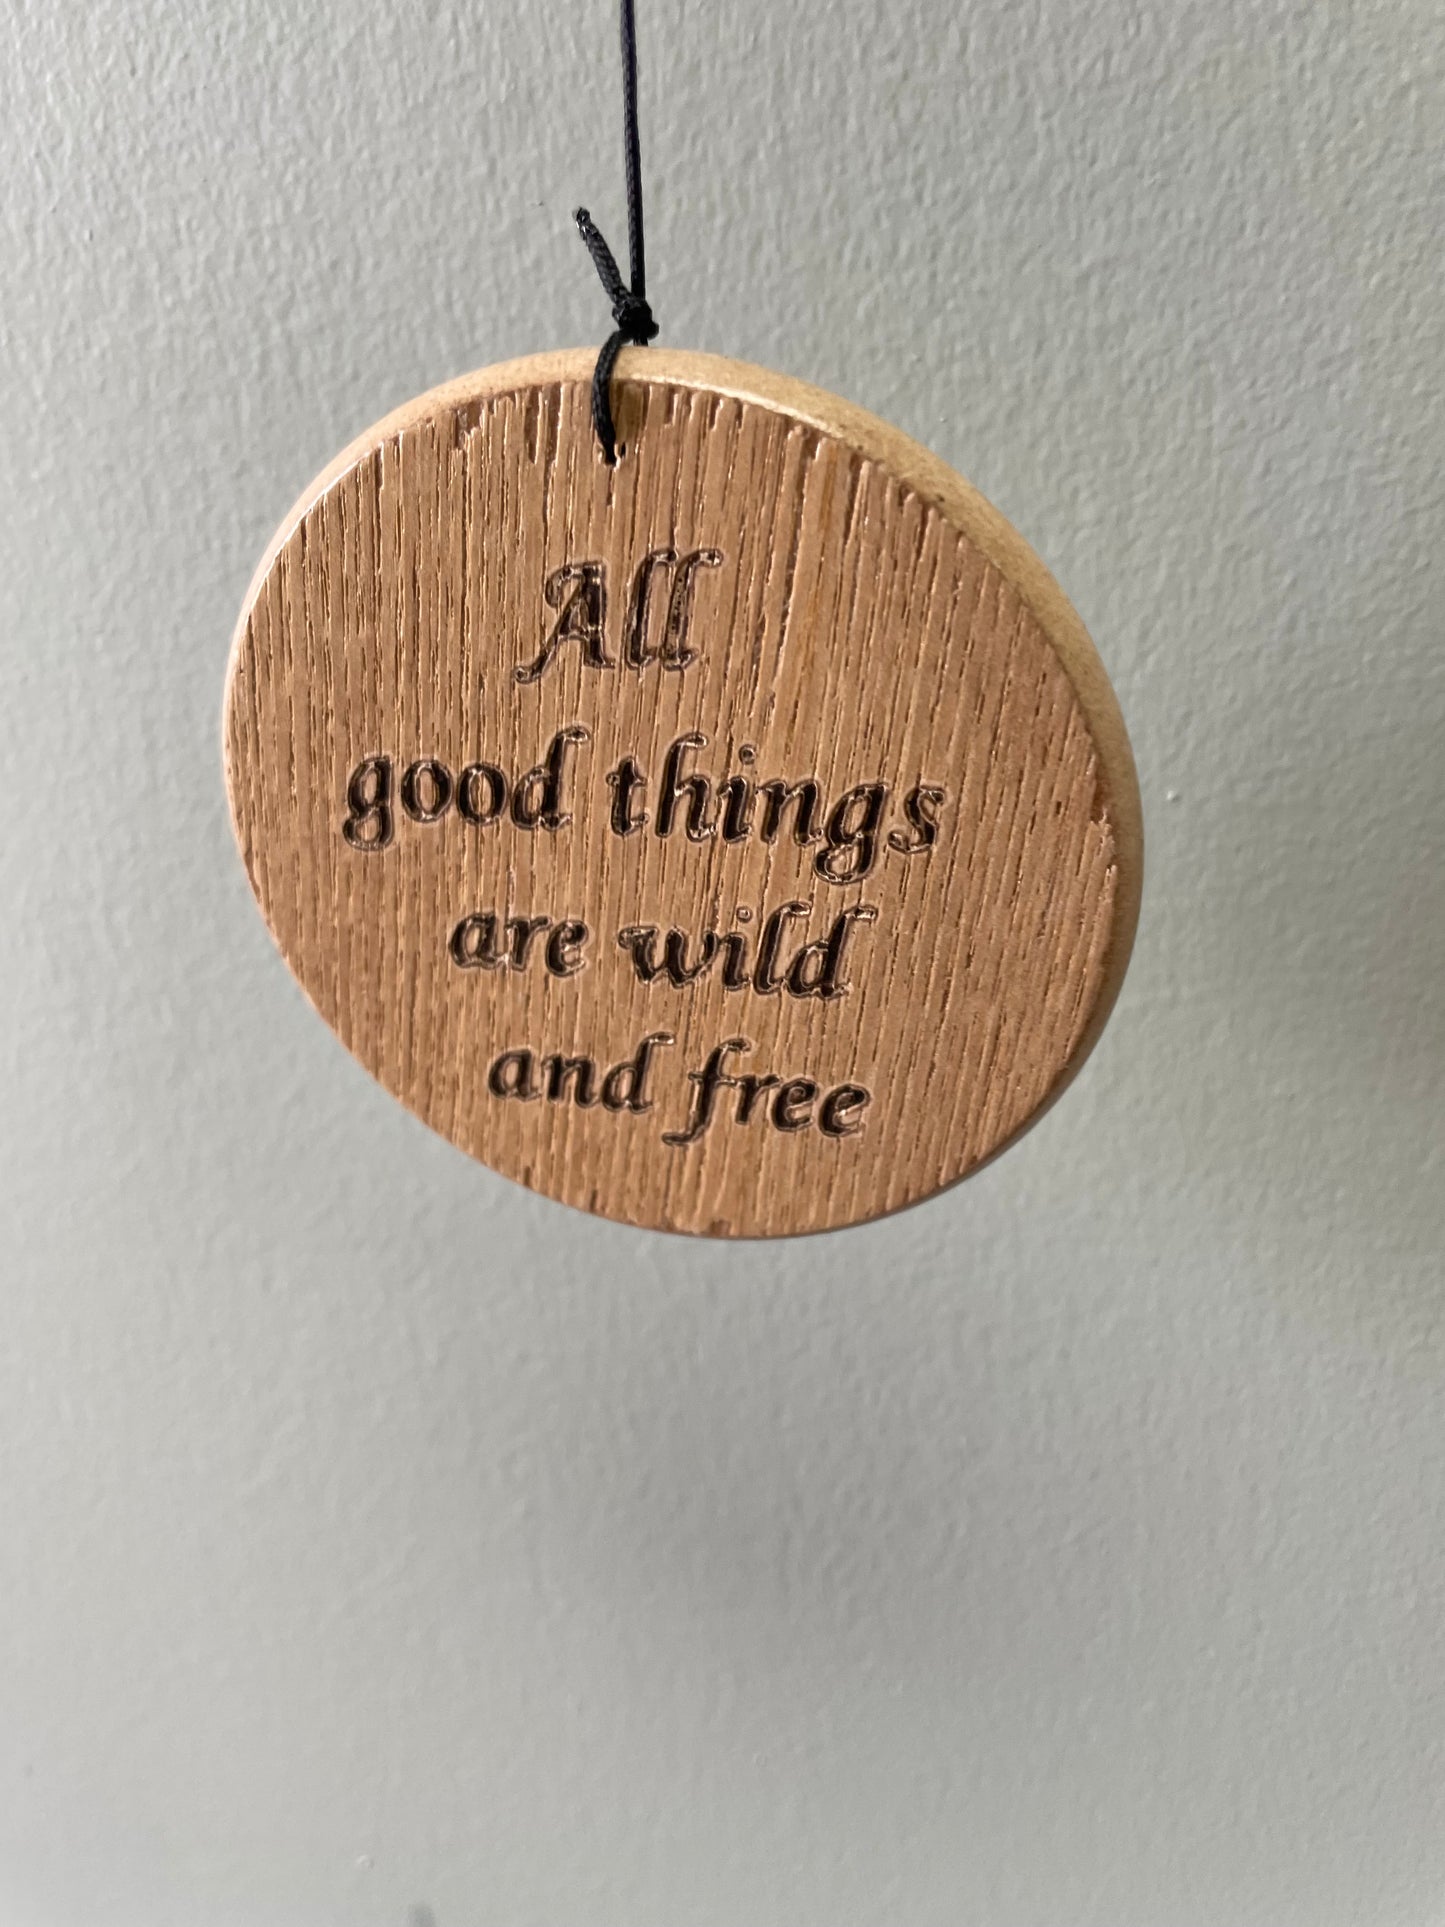 All
good things
are wild
and free